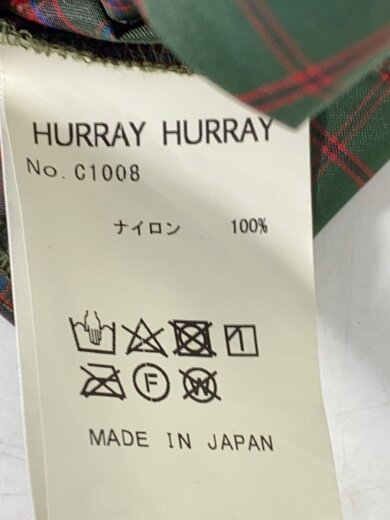 HURRAY HURRAY
No. C1008
ナイロン 100%
F W
MADE IN JAPAN